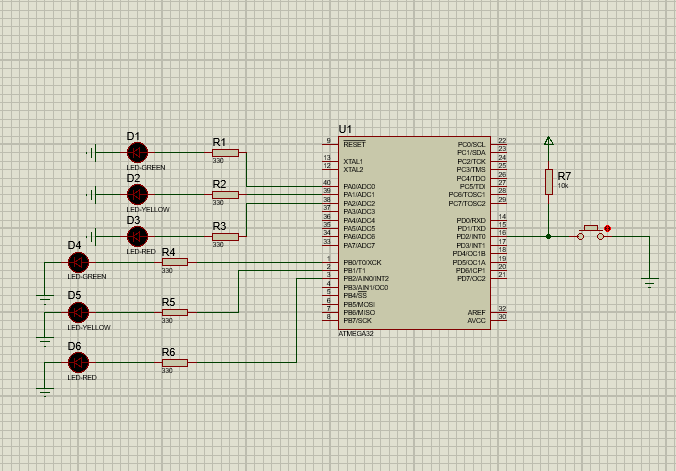 U1
9 RESET
13 XTAL1
12 XTAL2
40 PA0/ADC0
39 PA1/ADC1
38 PA2/ADC2
37 PA3/ADC3
36 PA4/ADC4
35 PA5/ADC5
34 PA6/ADC6
33 PA7/ADC7
1 PB0/T0/XCK
2 PB1/T1
3 PB2/AIN0/INT2
4 PB3/AIN1/OC0
5 PB4/SS
6 PB5/MOSI
7 PB6/MISO
8 PB7/SCK
PC0/SCL 22
PC1/SDA 23
PC2/TCK 24
PC3/TMS 25
PC4/TDO 26
PC5/TDI 27
PC6/TOSC1 28
PC7/TOSC2 29
PD0/RXD 14
PD1/TXD 15
PD2/INT0 16
PD3/INT1 17
PD4/OC1B 18
PD5/OC1A 19
PD6/ICP1 20
PD7/OC2 21
AREF 32
AVCC 30
ATMEGA32
D1
LED-GREEN
R1
330
D2
LED-YELLOW
R2
330
D3
LED-RED
R3
330
D4
LED-GREEN
R4
330
D5
LED-YELLOW
R5
330
D6
LED-RED
R6
330
R7
10k